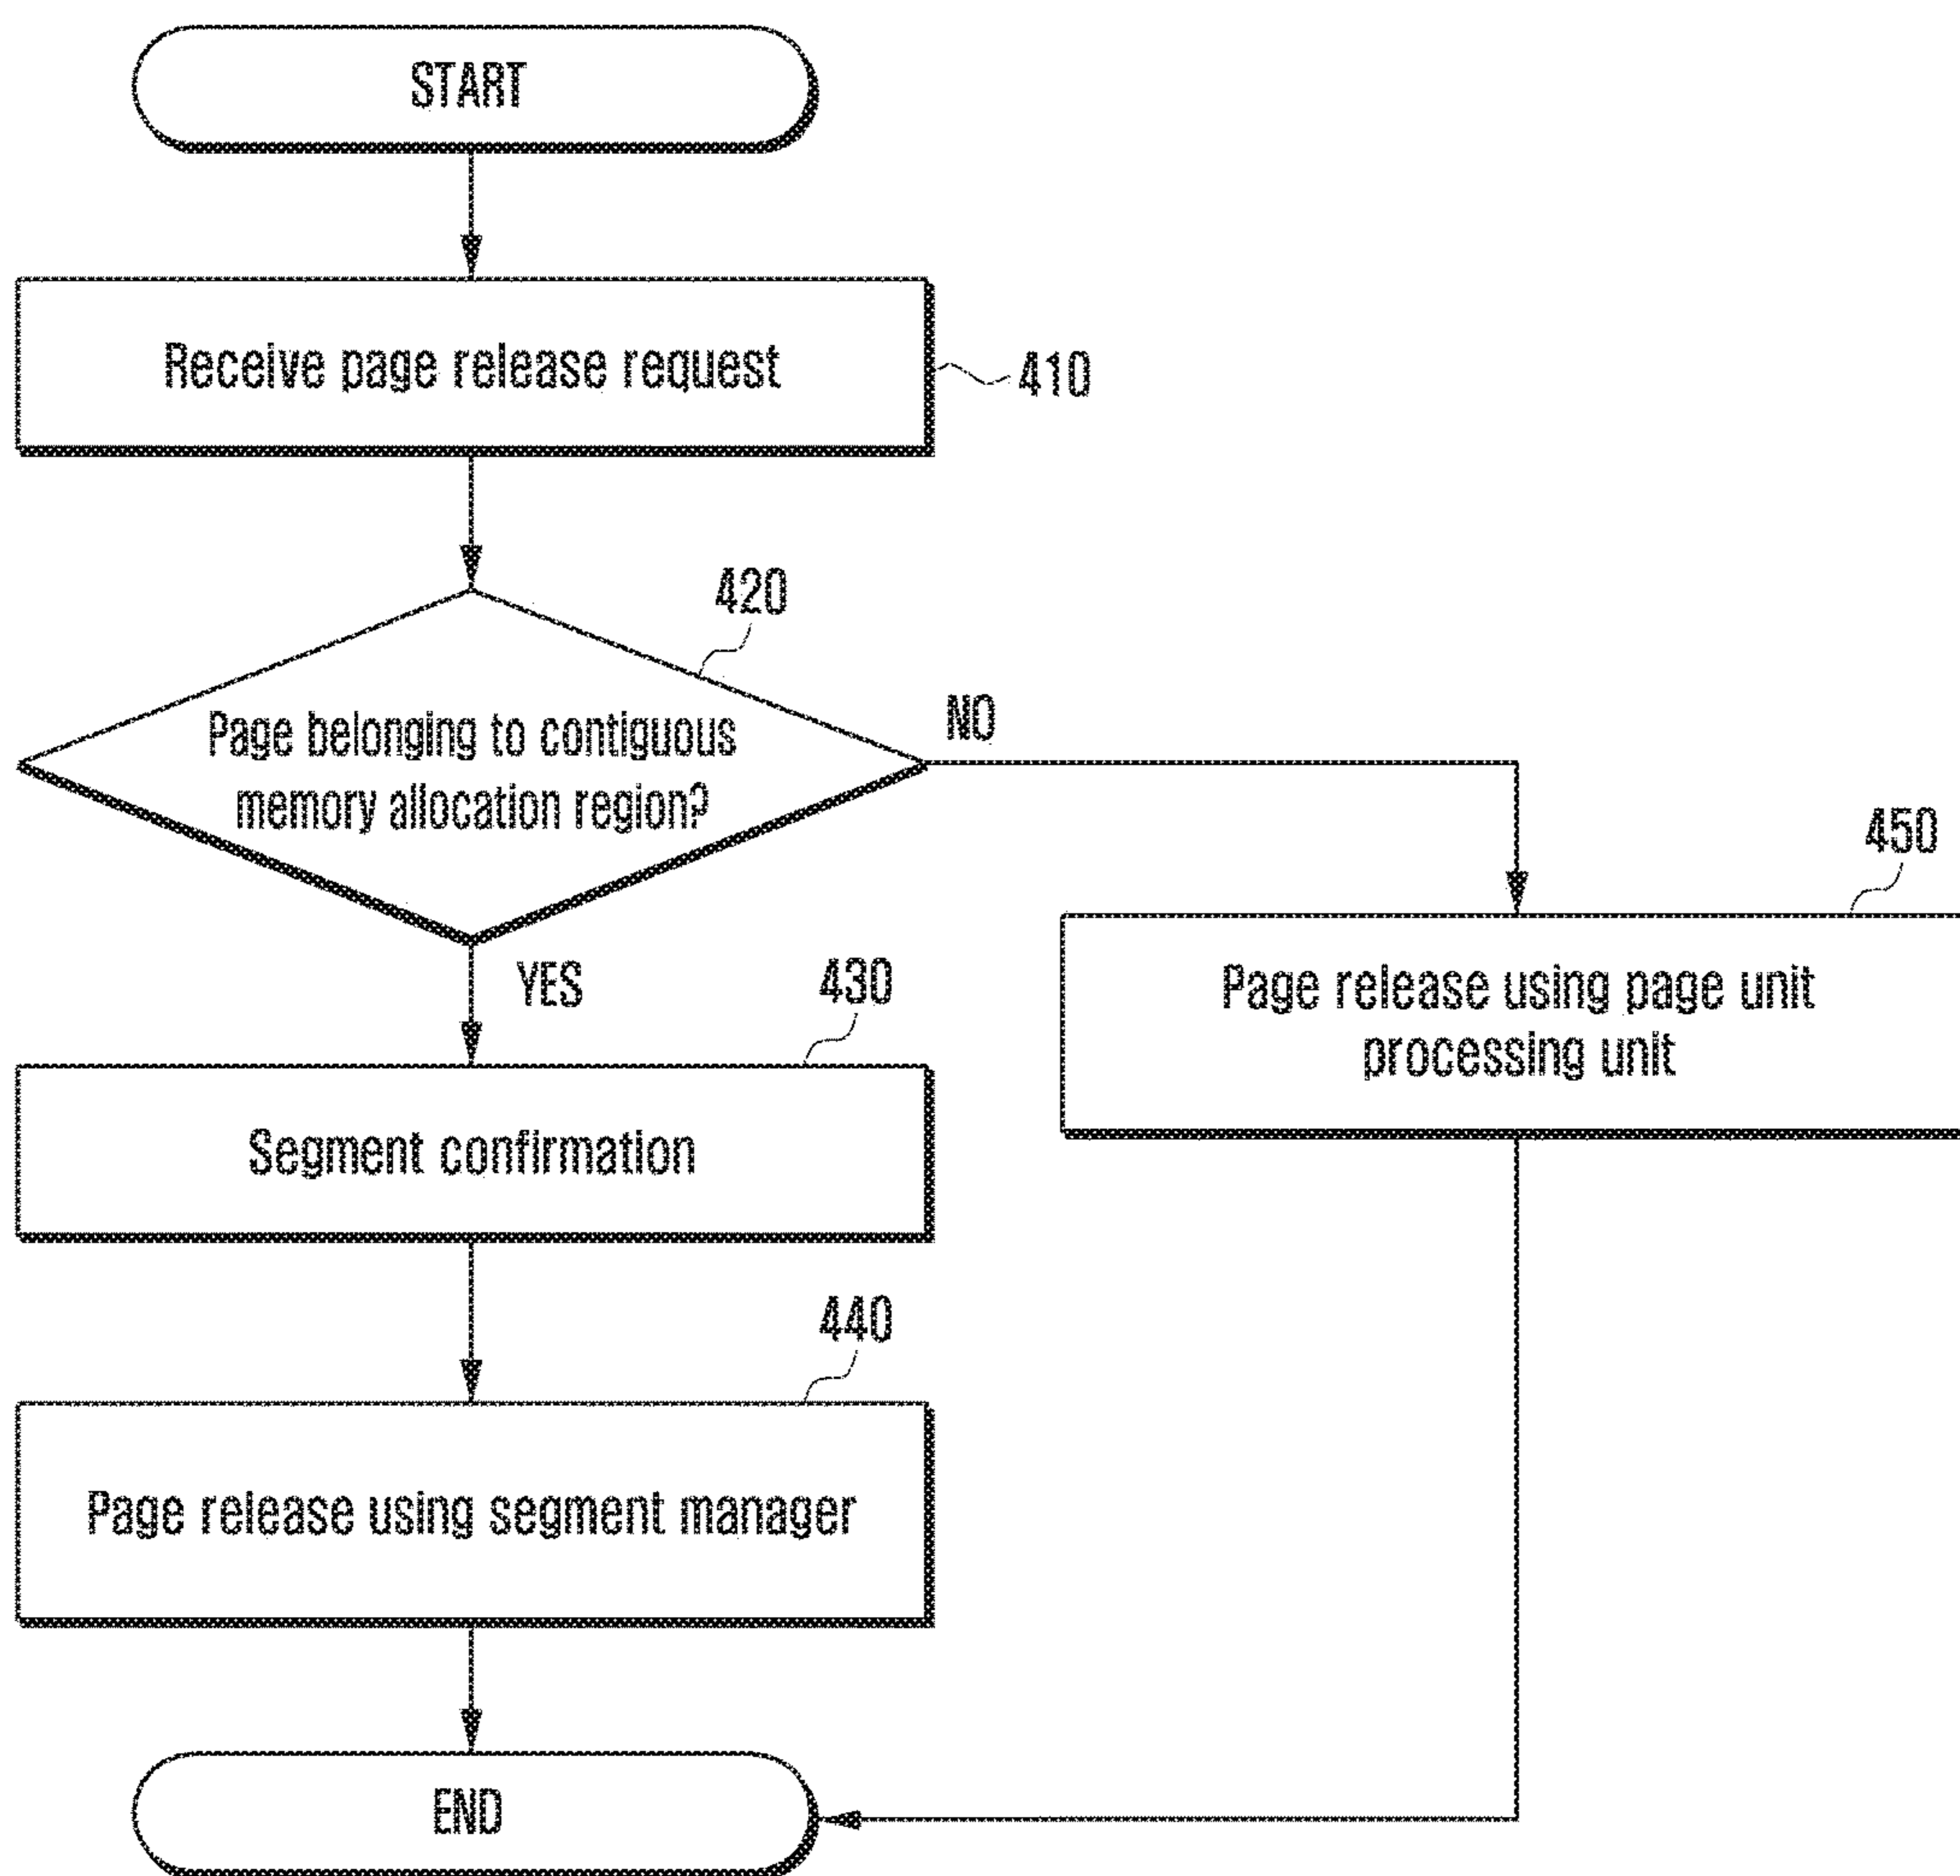 START
Receive page release request
410
420
Page belonging to contiguous
memory allocation region?
NO
YES
450
Page release using page unit
processing unit
430
Segment confirmation
440
Page release using segment manager
END